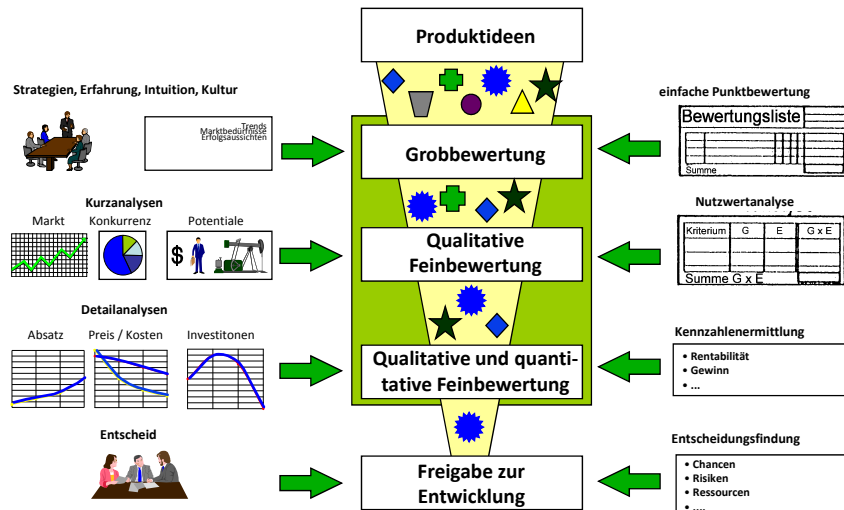 Produktideen
Strategien, Erfahrung, Intuition, Kultur
Trends
Marktbedürfnisse
Erfolgsaussichten
Grobbewertung
einfache Punktbewertung
Bewertungsliste
Summe
Kurzanalysen
Markt
Konkurrenz
Potentiale
$
Qualitative
Feinbewertung
Nutzwertanalyse
Kriterium G E G x E
Summe G x E
Detailanalysen
Absatz
Preis / Kosten
Investitonen
Qualitative und quanti-
tative Feinbewertung
Kennzahlenermittlung
• Rentabilität
• Gewinn
• ...
Entscheid
Freigabe zur
Entwicklung
Entscheidungsfindung
• Chancen
• Risiken
• Ressourcen
• ....